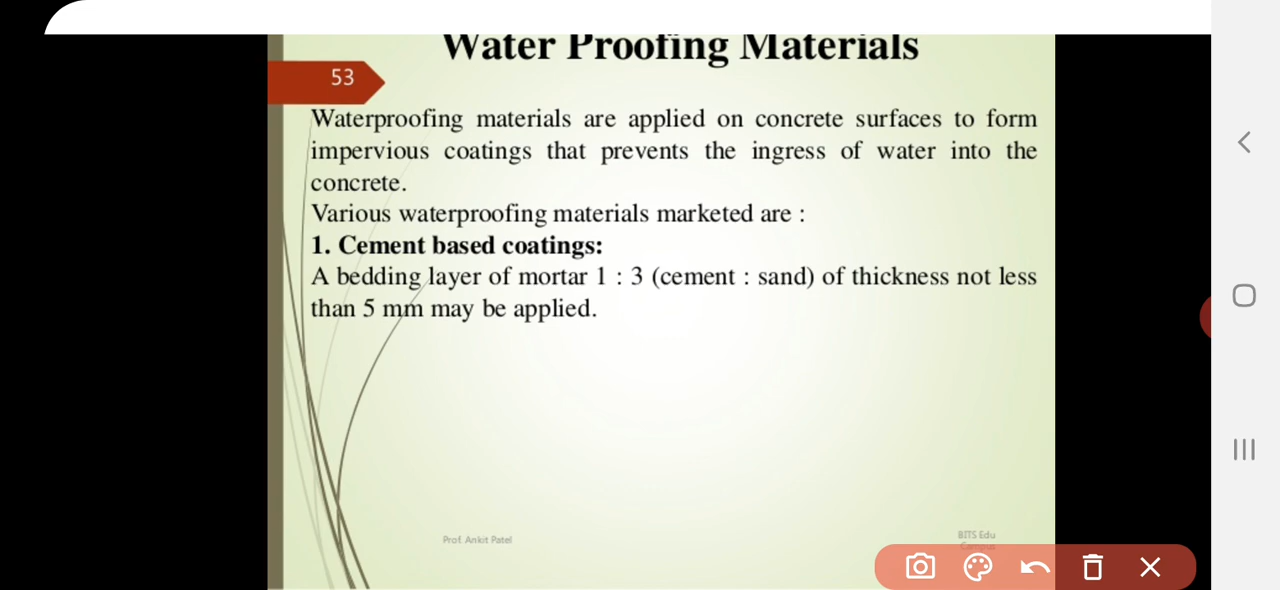 Water Proofing Materials
53
Waterproofing materials are applied on concrete surfaces to form
impervious coatings that prevents the ingress of water into the
concrete.
Various waterproofing materials marketed are :
1. Cement based coatings:
A bedding layer of mortar 1 : 3 (cement : sand) of thickness not less
than 5 mm may be applied.
Prof. Ankit Patel
BITS Edu
Campus